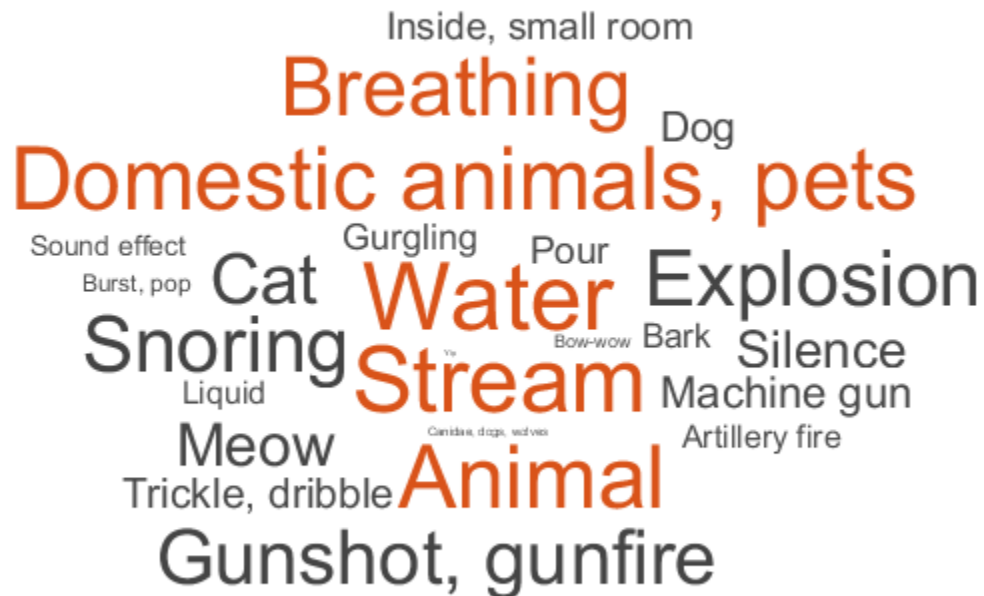 Inside, small room
Breathing
Dog
Domestic animals, pets
Gurgling
Sound effect
Pour
Cat
Explosion
Burst, pop
Water
Bow-wow
Bark
Snoring
Silence
Stream
Liquid
Machine gun
Canidae, dogs, wolves
Artillery fire
Meow
Animal
Trickle, dribble
Gunshot, gunfire